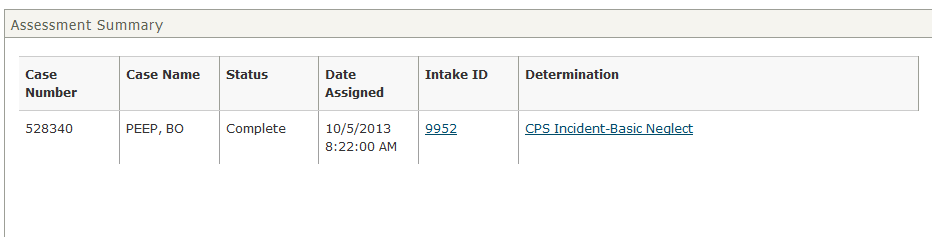 Assessment Summary
Case Number Case Name Status Date Assigned Intake ID Determination
528340 PEEP, BO Complete 10/5/2013 8:22:00 AM 9952 CPS Incident-Basic Neglect